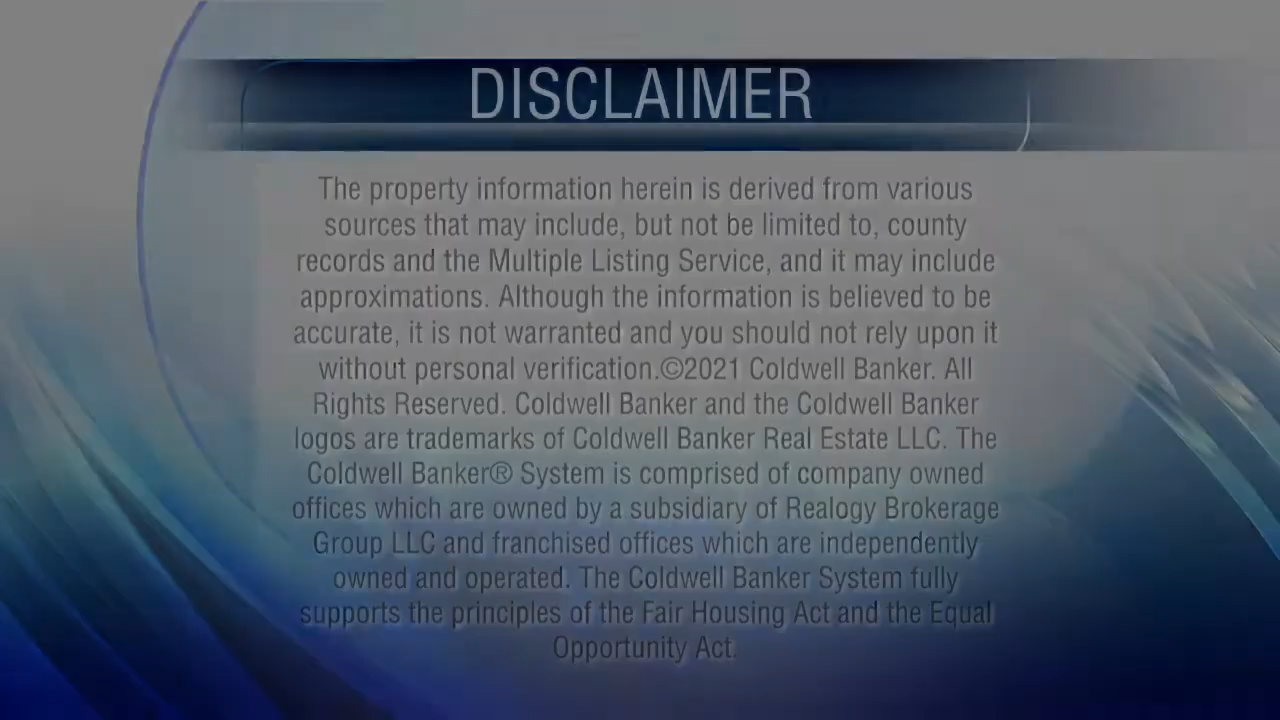 DISCLAIMER
The property information herein is derived from various
sources that may include, but not be limited to, county
records and the Multiple Listing Service, and it may include
approximations. Although the information is believed to be
accurate, it is not warranted and you should not rely upon it
without personal verification.©2021 Coldwell Banker. All
Rights Reserved. Coldwell Banker and the Coldwell Banker
logos are trademarks of Coldwell Banker Real Estate LLC. The
Coldwell Banker® System is comprised of company owned
offices which are owned by a subsidiary of Realogy Brokerage
Group LLC and franchised offices which are independently
owned and operated. The Coldwell Banker System fully
supports the principles of the Fair Housing Act and the Equal
Opportunity Act.